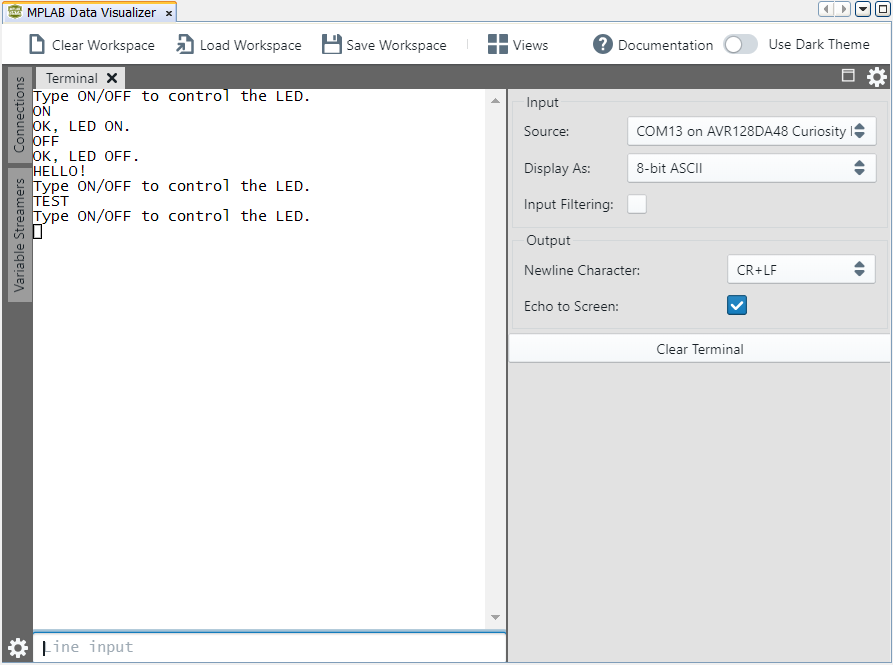 MPLAB Data Visualizer
Clear Workspace Load Workspace Save Workspace Views Documentation Use Dark Theme
Connections
Variable Streamers
Terminal
Type ON/OFF to control the LED.
ON
OK, LED ON.
OFF
OK, LED OFF.
HELLO!
Type ON/OFF to control the LED.
TEST
Type ON/OFF to control the LED.
Line input
Input
Source: COM13 on AVR128DA48 Curiosity
Display As: 8-bit ASCII
Input Filtering:
Output
Newline Character: CR+LF
Echo to Screen:
Clear Terminal